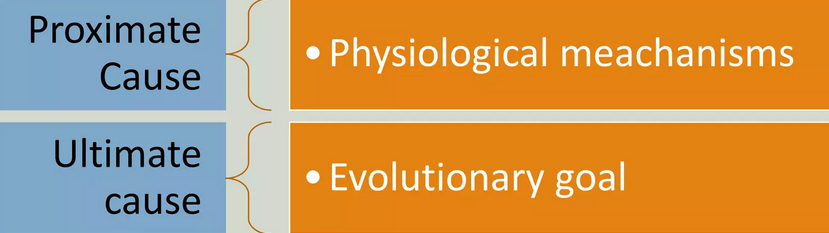 Proximate
Cause
• Physiological meachanisms
Ultimate
cause
• Evolutionary goal